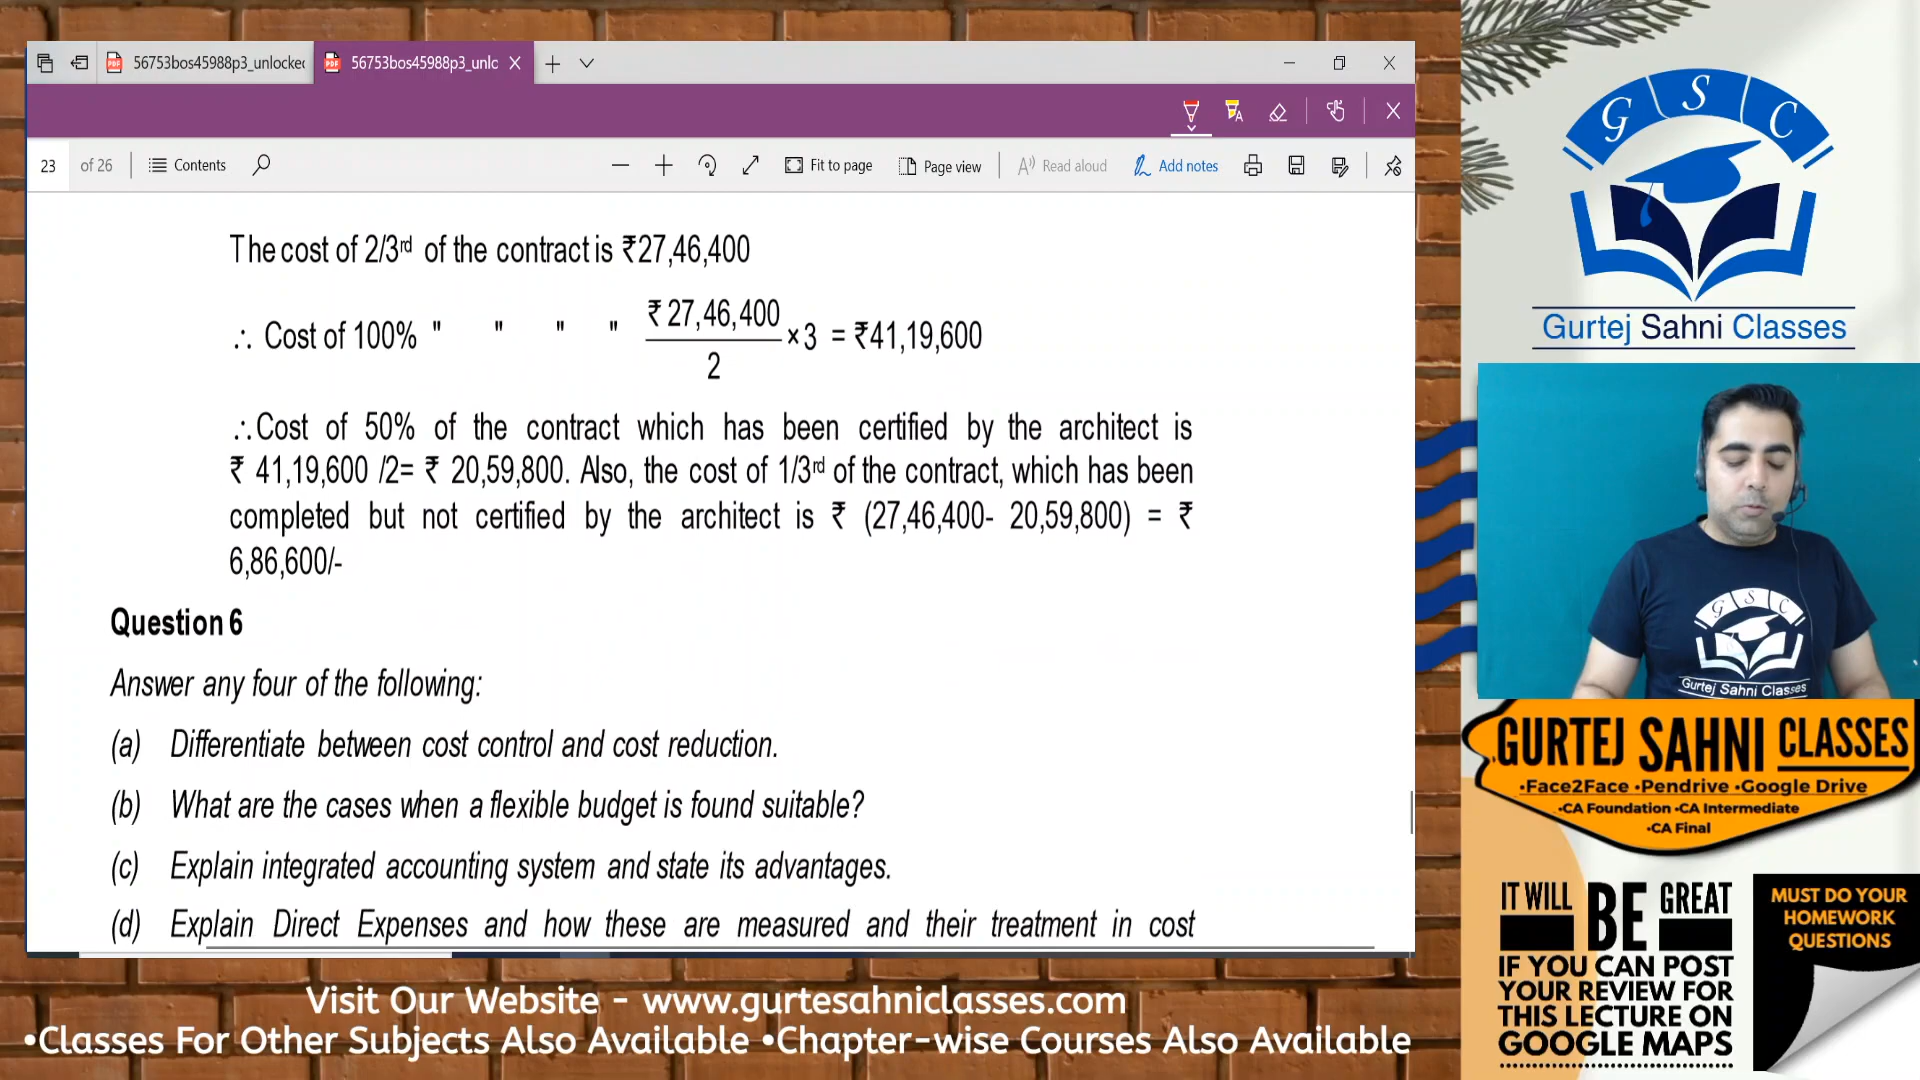 56753bos45988p3_unlocked
56753bos45988p3_unlo
23 of 26
Contents
Fit to page
Page view
Read aloud
Add notes
The cost of 2/3rd of the contract is ₹27,46,400
∴ Cost of 100% " " " " ₹ 27,46,400 / 2 ×3 = ₹41,19,600
∴Cost of 50% of the contract which has been certified by the architect is
₹ 41,19,600 /2= ₹ 20,59,800. Also, the cost of 1/3rd of the contract, which has been
completed but not certified by the architect is ₹ (27,46,400- 20,59,800) = ₹
6,86,600/-
Question 6
Answer any four of the following:
(a) Differentiate between cost control and cost reduction.
(b) What are the cases when a flexible budget is found suitable?
(c) Explain integrated accounting system and state its advantages.
(d) Explain Direct Expenses and how these are measured and their treatment in cost
G S C
Gurtej Sahni Classes
G S C
Gurtej Sahni Classes
GURTEJ SAHNI CLASSES
•Face2Face •Pendrive •Google Drive
•CA Foundation •CA Intermediate
•CA Final
IT WILL BE GREAT
IF YOU CAN POST
YOUR REVIEW FOR
THIS LECTURE ON
GOOGLE MAPS
MUST DO YOUR
HOMEWORK
QUESTIONS
Visit Our Website - www.gurtesahniclasses.com
•Classes For Other Subjects Also Available •Chapter-wise Courses Also Available